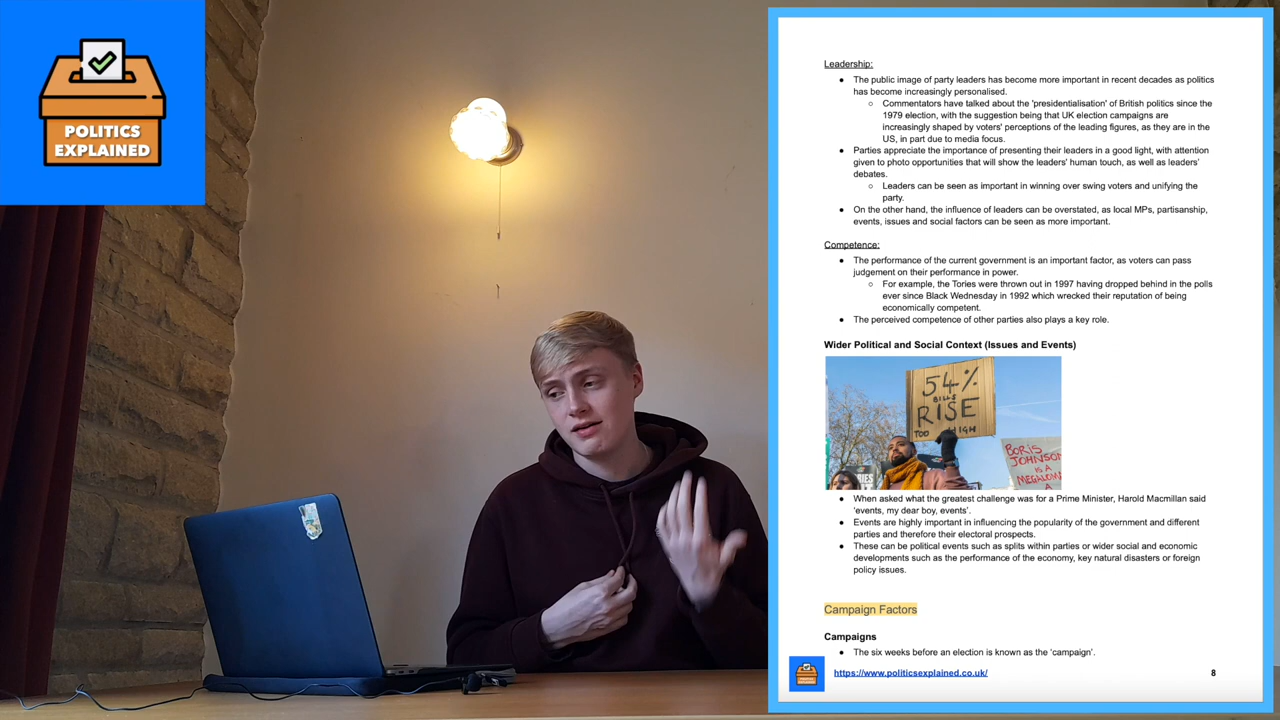 POLITICS
EXPLAINED
Leadership:
● The public image of party leaders has become more important in recent decades as politics
has become increasingly personalised.
○ Commentators have talked about the 'presidentialisation' of British politics since the
1979 election, with the suggestion being that UK election campaigns are
increasingly shaped by voters' perceptions of the leading figures, as they are in the
US, in part due to media focus.
● Parties appreciate the importance of presenting their leaders in a good light, with attention
given to photo opportunities that will show the leaders' human touch, as well as leaders'
debates.
○ Leaders can be seen as important in winning over swing voters and unifying the
party.
● On the other hand, the influence of leaders can be overstated, as local MPs, partisanship,
events, issues and social factors can be seen as more important.
Competence:
● The performance of the current government is an important factor, as voters can pass
judgement on their performance in power.
○ For example, the Tories were thrown out in 1997 having dropped behind in the polls
ever since Black Wednesday in 1992 which wrecked their reputation of being
economically competent.
● The perceived competence of other parties also plays a key role.
Wider Political and Social Context (Issues and Events)
54%
BILLS
RISE
TOO HIGH
BORIS
JOHNSON
IS A
MEGALOM
A
● When asked what the greatest challenge was for a Prime Minister, Harold Macmillan said
'events, my dear boy, events'.
● Events are highly important in influencing the popularity of the government and different
parties and therefore their electoral prospects.
● These can be political events such as splits within parties or wider social and economic
developments such as the performance of the economy, key natural disasters or foreign
policy issues.
Campaign Factors
Campaigns
● The six weeks before an election is known as the 'campaign'.
https://www.politicsexplained.co.uk/
8